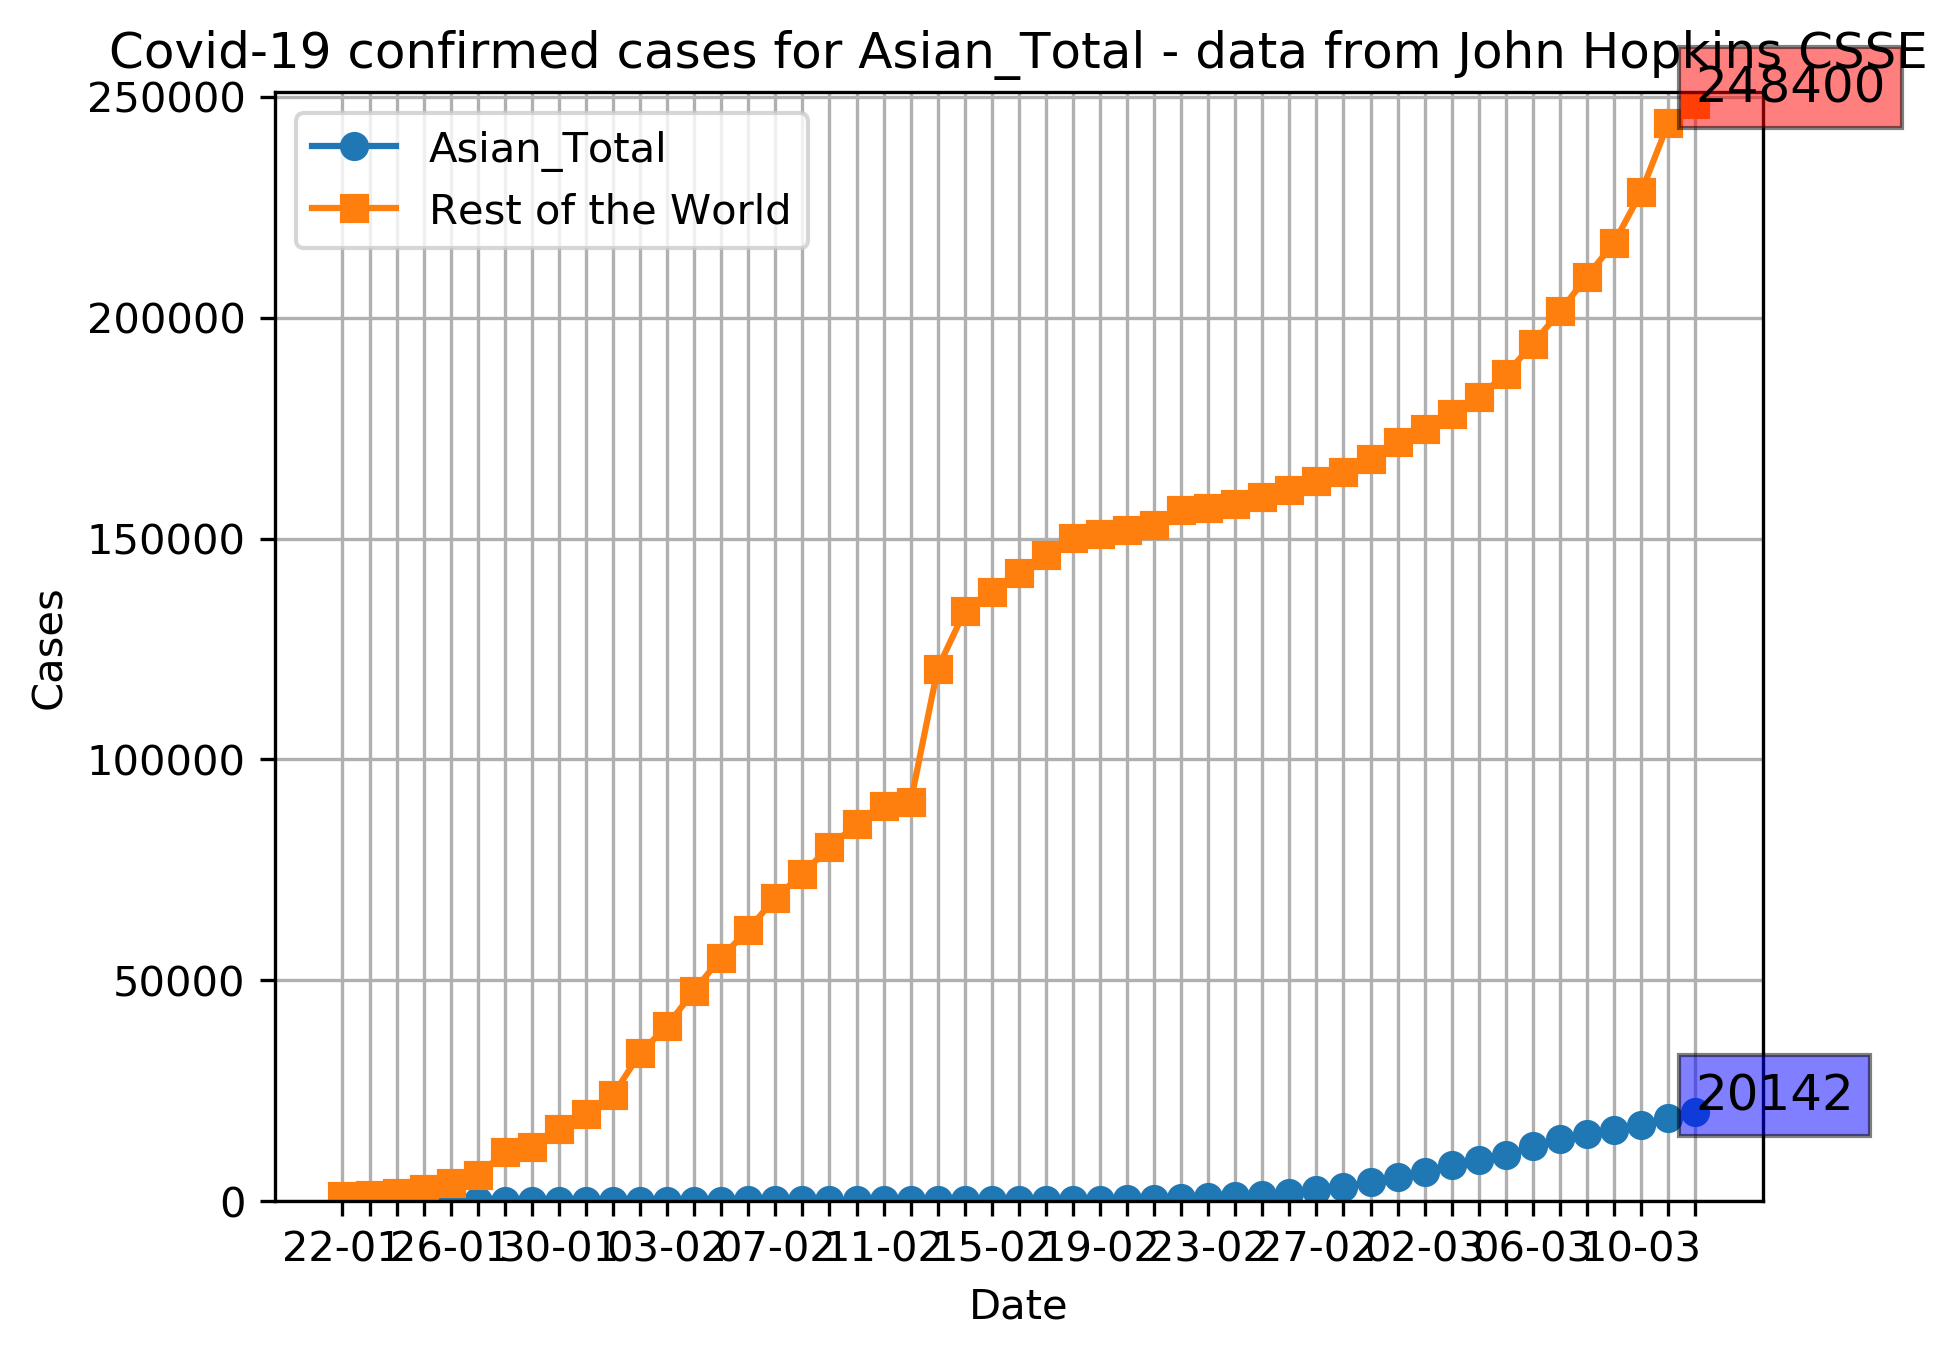 Covid-19 confirmed cases for Asian_Total - data from John Hopkins CSSE
248400
250000
Asian_Total
Rest of the World
200000
150000
Cases
100000
50000
20142
0
22-01 26-01 30-01 03-02 07-02 11-02 15-02 19-02 23-02 27-02 02-03 06-03 10-03
Date